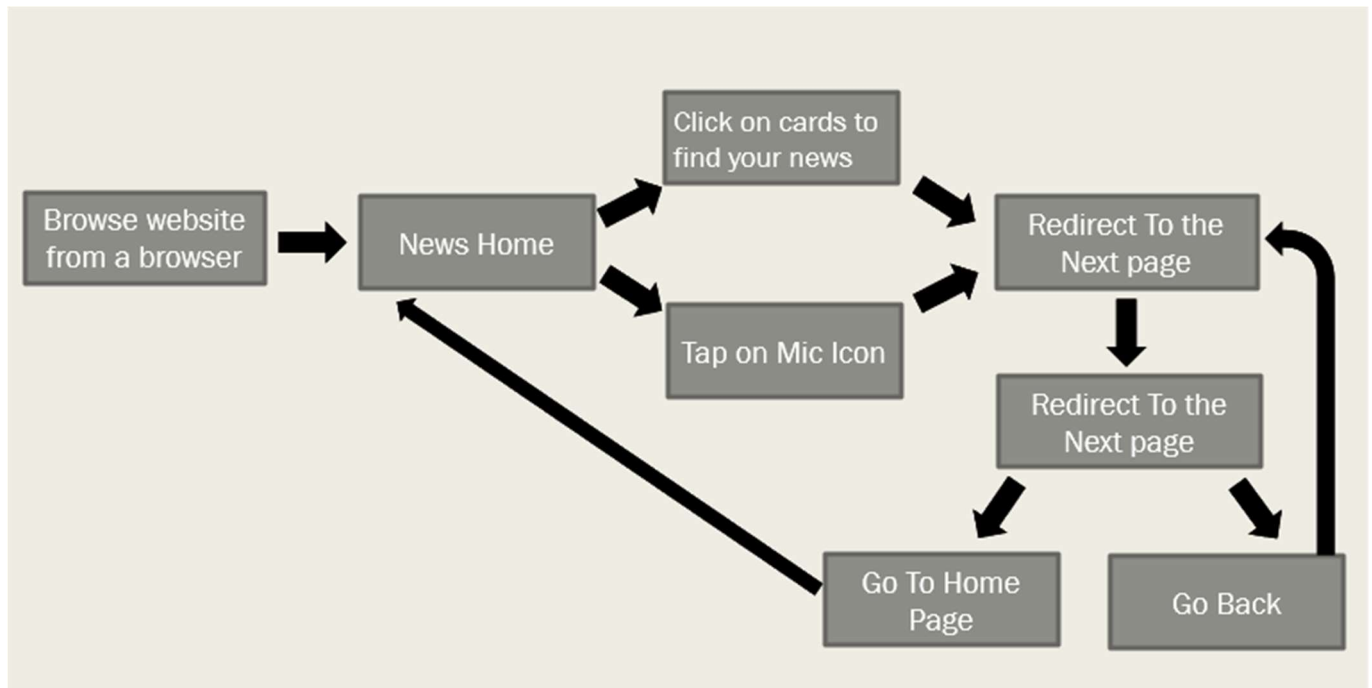 Browse website
from a browser
News Home
Click on cards to
find your news
Tap on Mic Icon
Redirect To the
Next page
Redirect To the
Next page
Go To Home
Page
Go Back